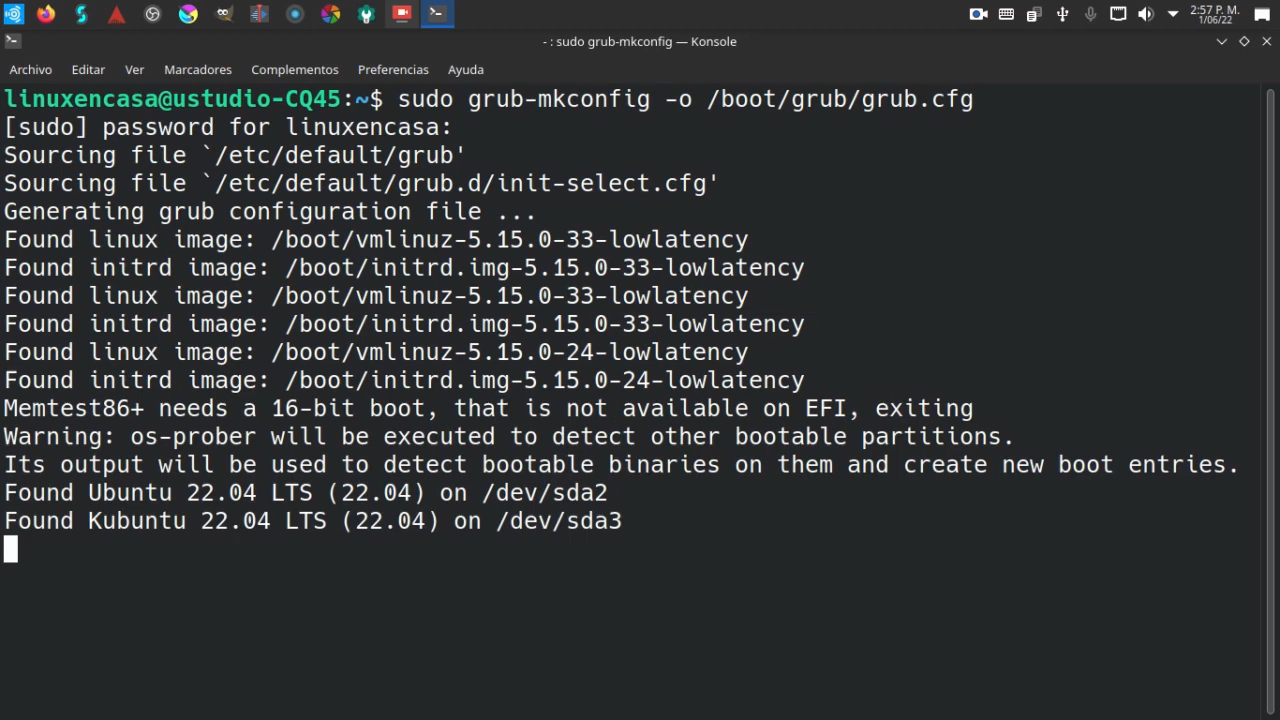 2:57 P. M.
1/06/22
- : sudo grub-mkconfig — Konsole
Archivo Editar Ver Marcadores Complementos Preferencias Ayuda
linuxencasa@ustudio-CQ45:~$ sudo grub-mkconfig -o /boot/grub/grub.cfg
[sudo] password for linuxencasa:
Sourcing file `/etc/default/grub'
Sourcing file `/etc/default/grub.d/init-select.cfg'
Generating grub configuration file ...
Found linux image: /boot/vmlinuz-5.15.0-33-lowlatency
Found initrd image: /boot/initrd.img-5.15.0-33-lowlatency
Found linux image: /boot/vmlinuz-5.15.0-33-lowlatency
Found initrd image: /boot/initrd.img-5.15.0-33-lowlatency
Found linux image: /boot/vmlinuz-5.15.0-24-lowlatency
Found initrd image: /boot/initrd.img-5.15.0-24-lowlatency
Memtest86+ needs a 16-bit boot, that is not available on EFI, exiting
Warning: os-prober will be executed to detect other bootable partitions.
Its output will be used to detect bootable binaries on them and create new boot entries.
Found Ubuntu 22.04 LTS (22.04) on /dev/sda2
Found Kubuntu 22.04 LTS (22.04) on /dev/sda3